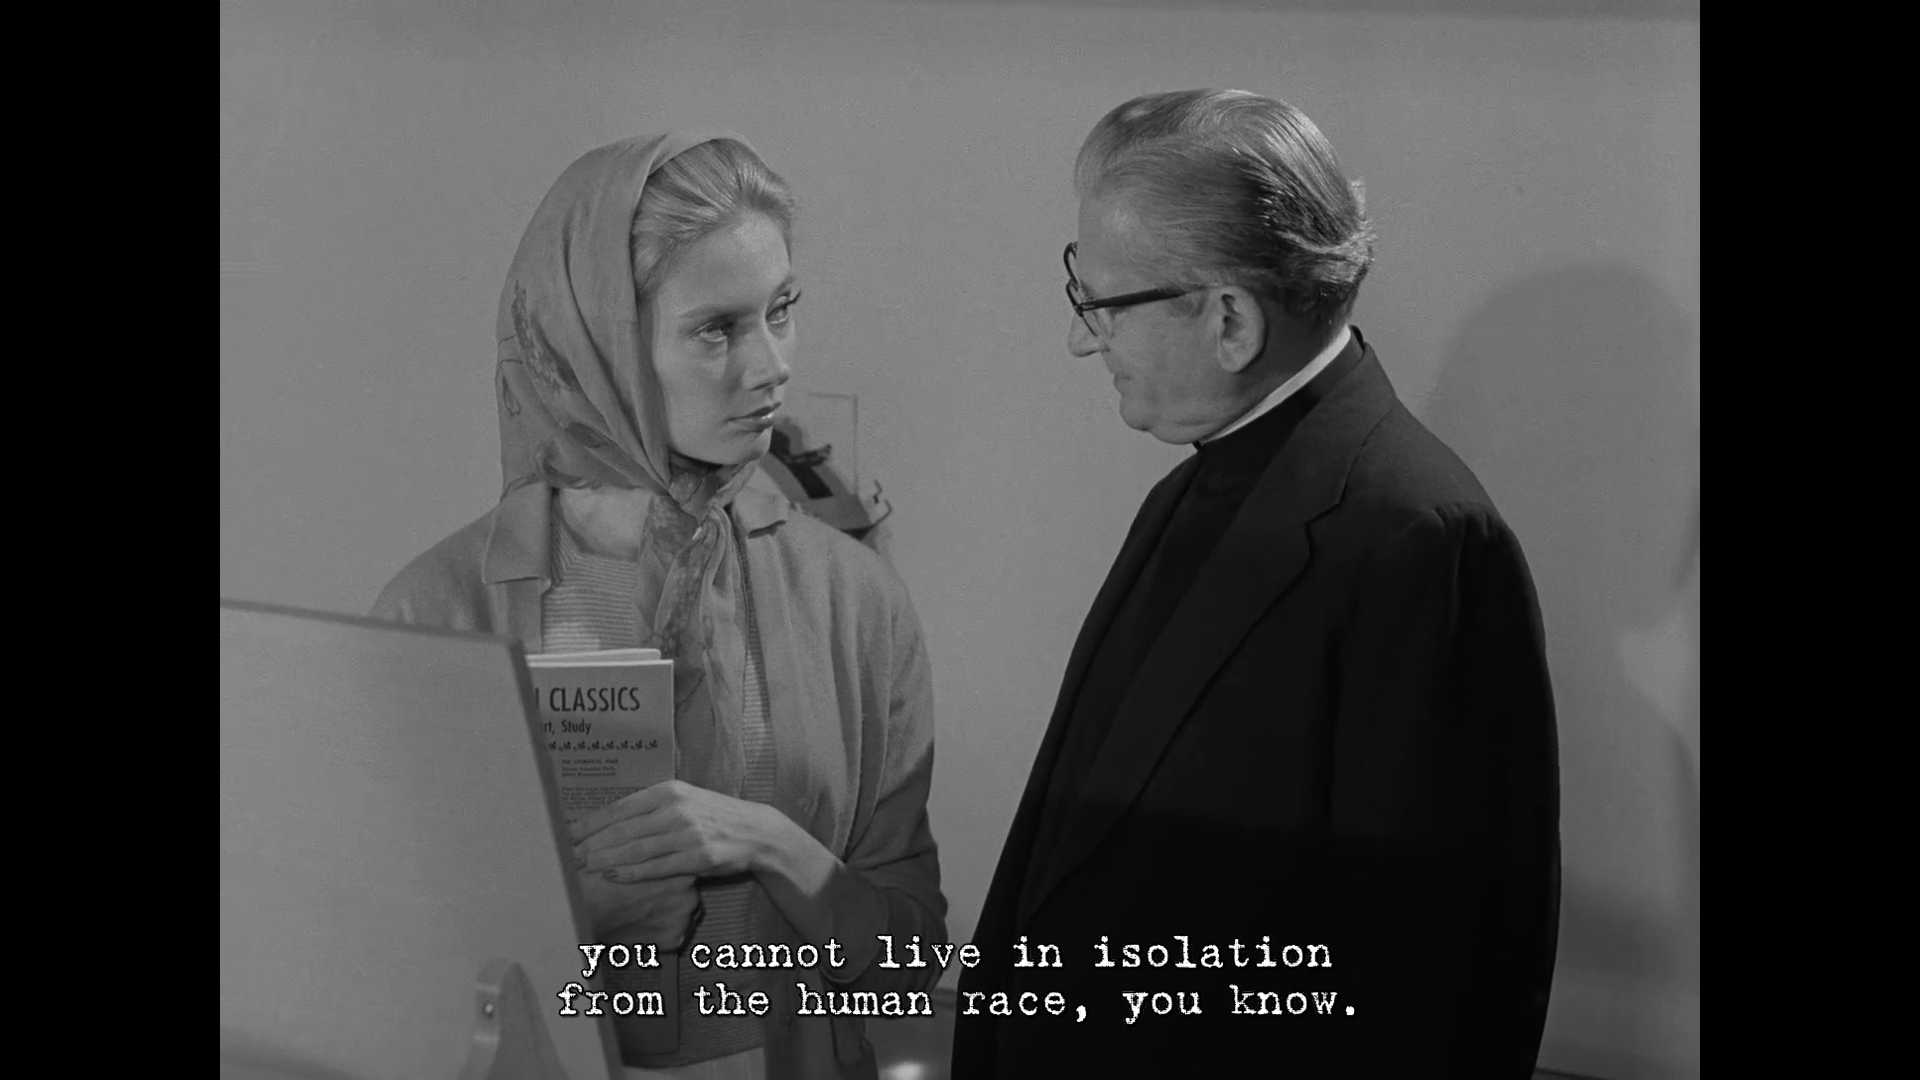 CLASSICS
rt, Study
you cannot live in isolation
from the human race, you know.